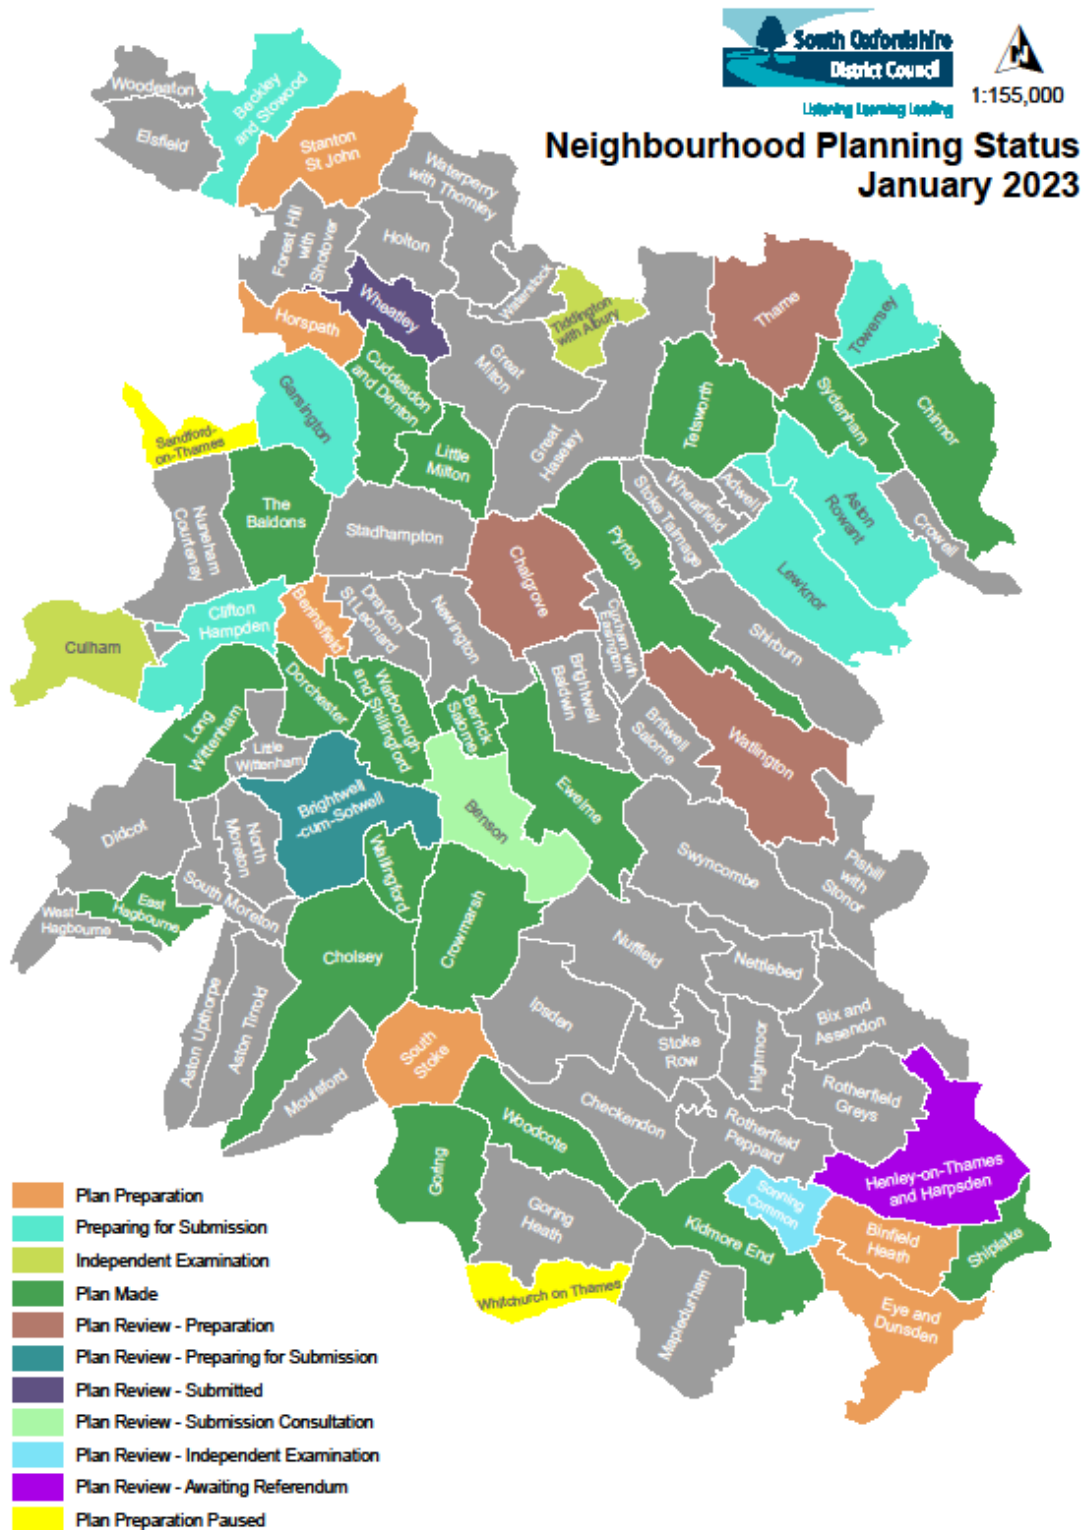 South Oxfordshire
District Council
Listening Learning Leading
N
1:155,000
Neighbourhood Planning Status
January 2023
Woodeaton
Beckley
and Stowood
Elsfield
Stanton
St John
Waterperry
with Thomley
Forest Hill
with
Shotover
Holton
Waterstock
Wheatley
Horspath
Tiddington
with Albury
Thame
Towersey
Great
Milton
Cuddesdon
and Denton
Garsington
Sandford-
on-Thames
Little
Milton
Great
Haseley
Tetsworth
Sydenham
Chinnor
The
Baldons
Nuneham
Courtenay
Stadhampton
Chalgrove
Pyrton
Stoke Talmage
Wheatfield
Adwell
Aston
Rowant
Crowell
Lewknor
Shirburn
Culham
Clifton
Hampden
Berrinsfield
Drayton
St Leonard
Newington
Cuxham with
Easington
Brightwell
Baldwin
Britwell
Salome
Watlington
Dorchester
Warborough
and Shillingford
Berrick
Salome
Long
Wittenham
Little
Wittenham
Brightwell
-cum-Sotwell
Benson
Ewelme
Didcot
North
Moreton
South Moreton
Wallingford
Swyncombe
Pishill
with
Stonor
West
Hagbourne
East
Hagbourne
Cholsey
Crowmarsh
Nuffield
Nettlebed
Bix and
Assendon
Aston Upthorpe
Aston Tirrold
Ipsden
Stoke
Row
Highmoor
South
Stoke
Moulsford
Checkendon
Rotherfield
Greys
Rotherfield
Peppard
Woodcote
Goring
Goring
Heath
Henley-on-Thames
and Harpsden
Sonning
Common
Kidmore End
Binfield
Heath
Shiplake
Whitchurch on Thames
Mapledurham
Eye and
Dunsden
Plan Preparation
Preparing for Submission
Independent Examination
Plan Made
Plan Review - Preparation
Plan Review - Preparing for Submission
Plan Review - Submitted
Plan Review - Submission Consultation
Plan Review - Independent Examination
Plan Review - Awaiting Referendum
Plan Preparation Paused